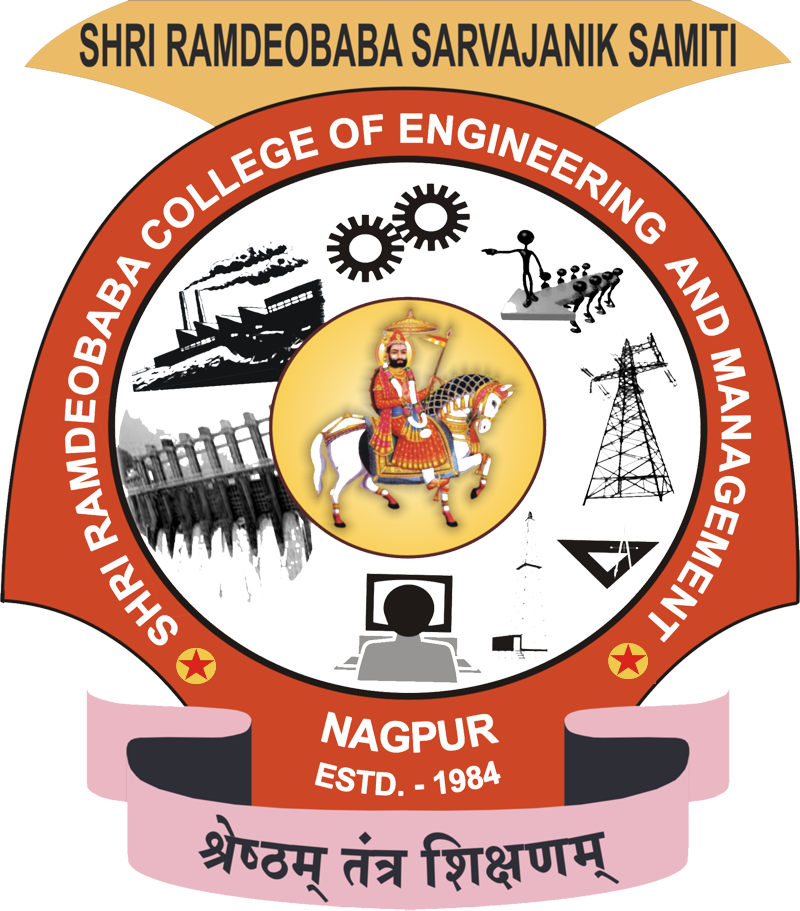 SHRI RAMDEOBABA SARVAJANIK SAMITI
SHRI RAMDEOBABA COLLEGE OF ENGINEERING AND MANAGEMENT
NAGPUR
ESTD. - 1984
श्रेष्ठम् तंत्र शिक्षणम्